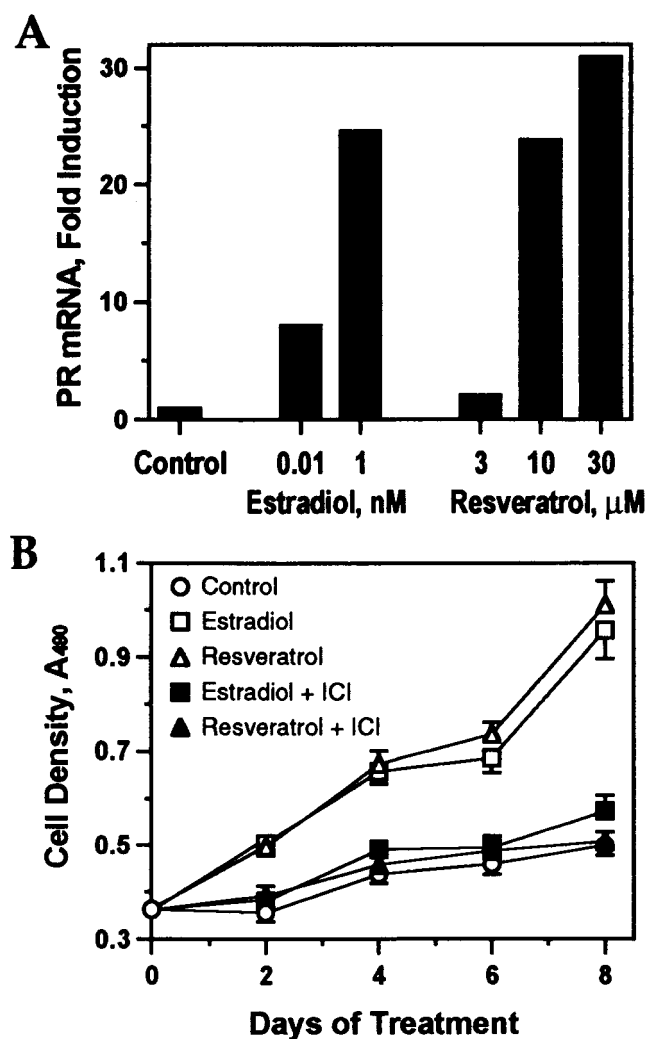 A
PR mRNA, Fold Induction
30
20
10
0
Control 0.01 1 3 10 30
Estradiol, nM Resveratrol, µM
B
Cell Density, A490
1.1
0.9
0.7
0.5
0.3
Control
Estradiol
Resveratrol
Estradiol + ICI
Resveratrol + ICI
0 2 4 6 8
Days of Treatment